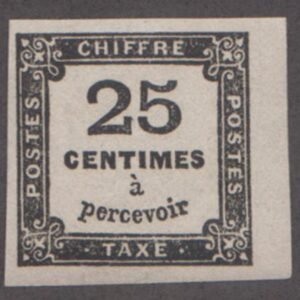 CHIFFRE
POSTES
25
CENTIMES
à
percevoir
POSTES
· TAXE ·